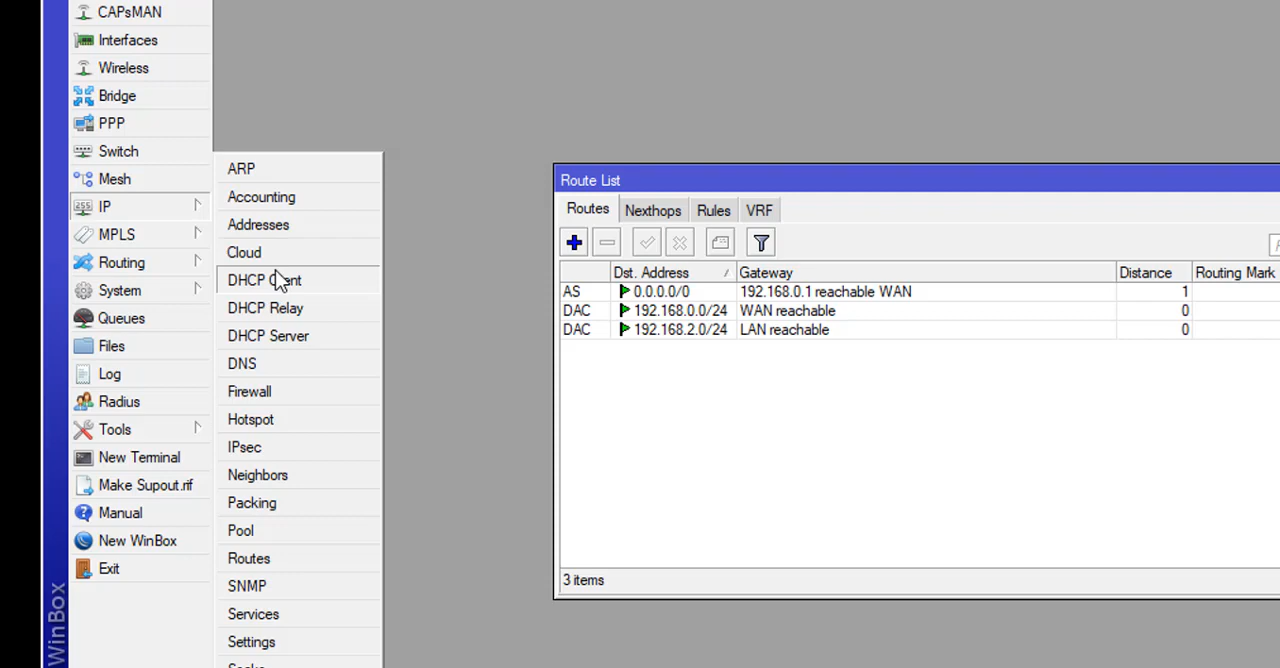 CAPsMAN
Interfaces
Wireless
Bridge
PPP
Switch
Mesh
IP
MPLS
Routing
System
Queues
Files
Log
Radius
Tools
New Terminal
Make Supout.rif
Manual
New WinBox
Exit
WinBox
ARP
Accounting
Addresses
Cloud
DHCP Client
DHCP Relay
DHCP Server
DNS
Firewall
Hotspot
IPsec
Neighbors
Packing
Pool
Routes
SNMP
Services
Settings
Route List
Routes Nexthops Rules VRF
Dst. Address / Gateway Distance Routing Mark
AS 0.0.0.0/0 192.168.0.1 reachable WAN 1
DAC 192.168.0.0/24 WAN reachable 0
DAC 192.168.2.0/24 LAN reachable 0
3 items